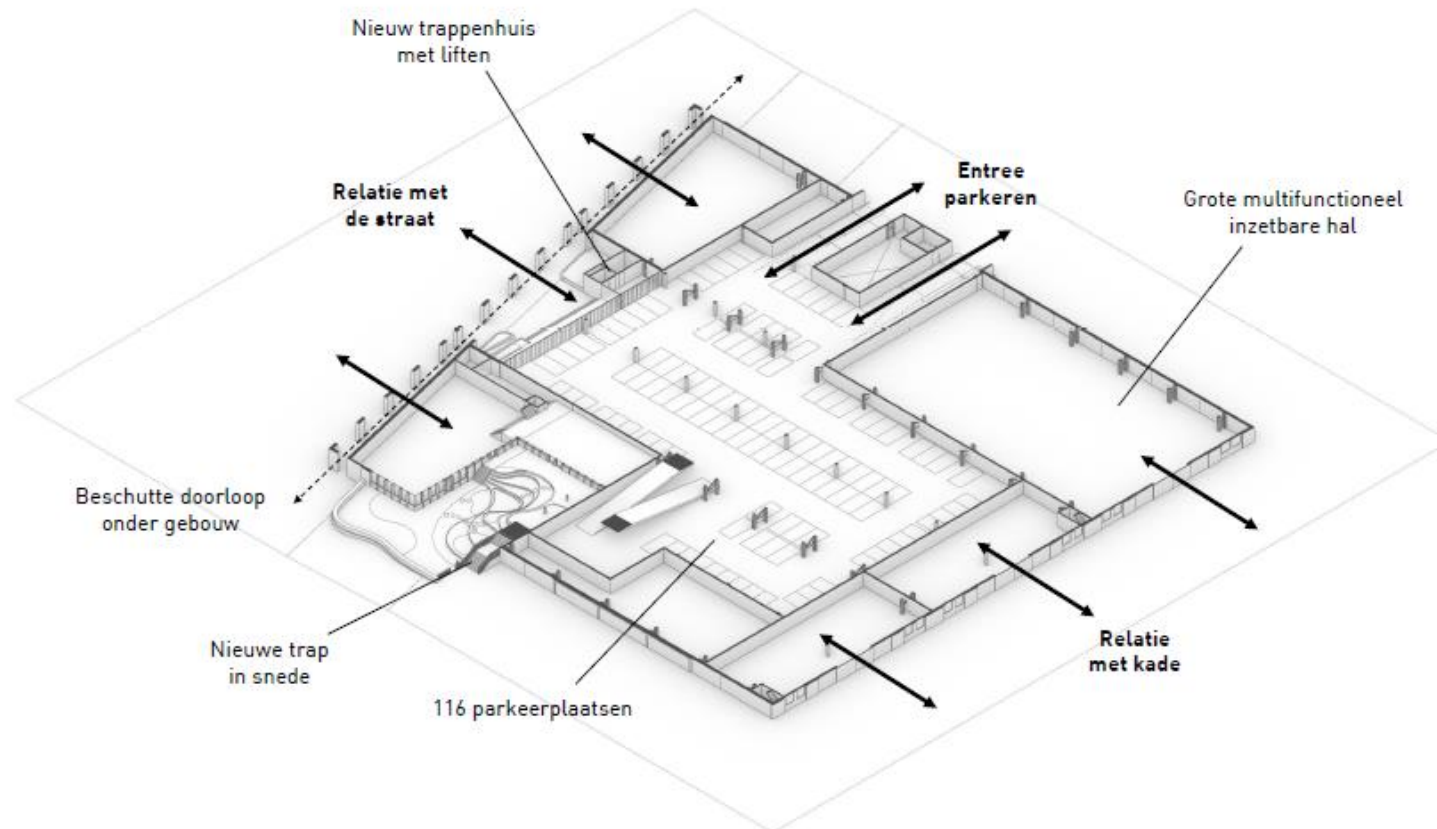 Nieuw trappenhuis
met liften
Relatie met
de straat
Entree
parkeren
Grote multifunctioneel
inzetbare hal
Beschutte doorloop
onder gebouw
Nieuwe trap
in snede
116 parkeerplaatsen
Relatie
met kade